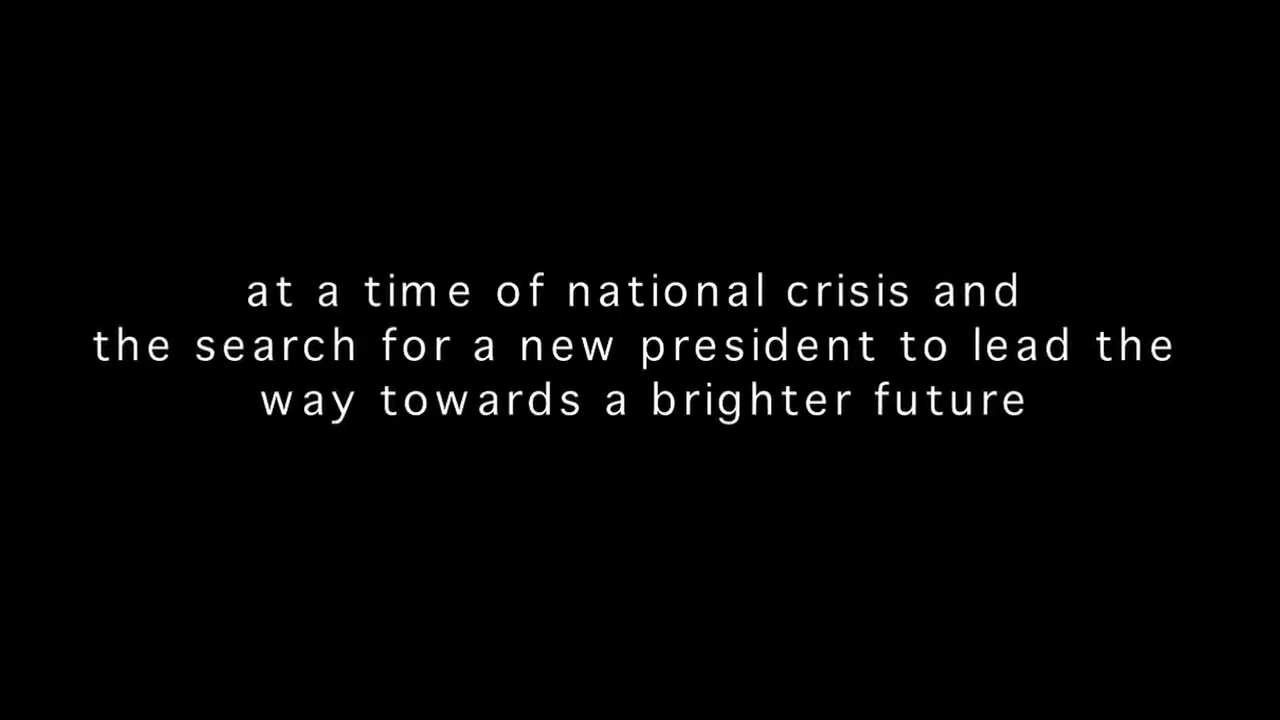 at a time of national crisis and
the search for a new president to lead the
way towards a brighter future